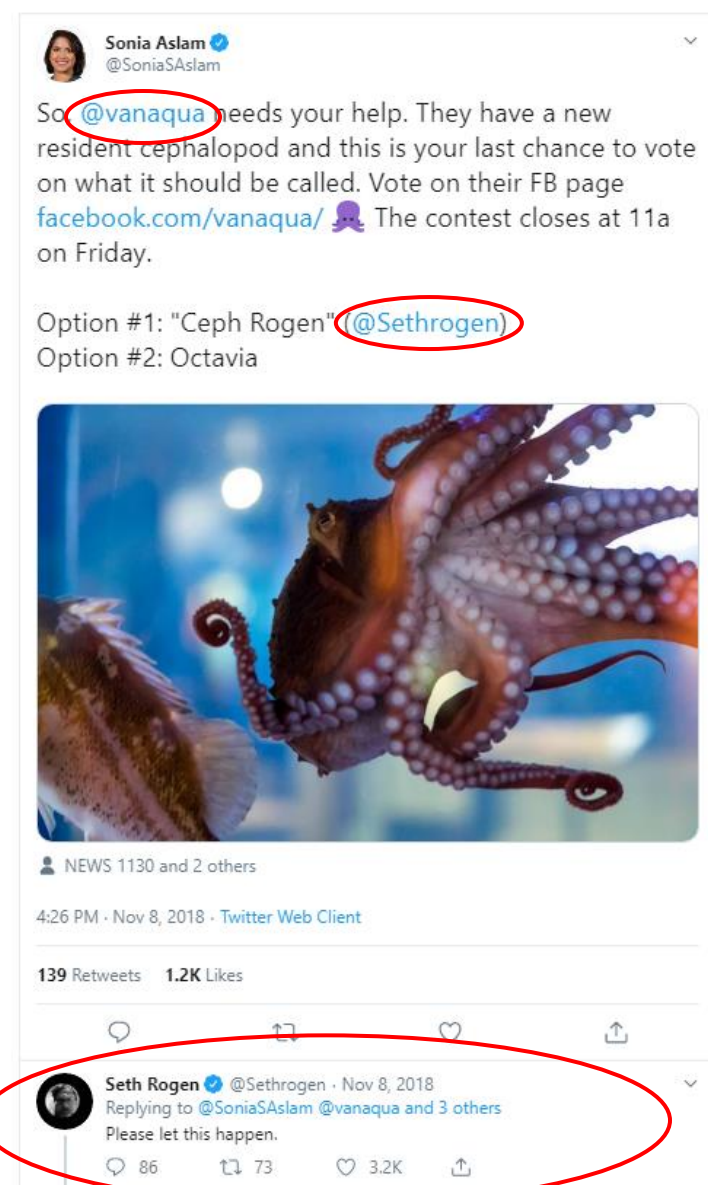 Sonia Aslam
@SoniaSAslam
So. @vanaqua needs your help. They have a new
resident cephalopod and this is your last chance to vote
on what it should be called. Vote on their FB page
facebook.com/vanaqua/ 🐙 The contest closes at 11a
on Friday.
Option #1: "Ceph Rogen" (@Sethrogen)
Option #2: Octavia
NEWS 1130 and 2 others
4:26 PM · Nov 8, 2018 · Twitter Web Client
139 Retweets 1.2K Likes
Seth Rogen @Sethrogen · Nov 8, 2018
Replying to @SoniaSAslam @vanaqua and 3 others
Please let this happen.
86 73 3.2K